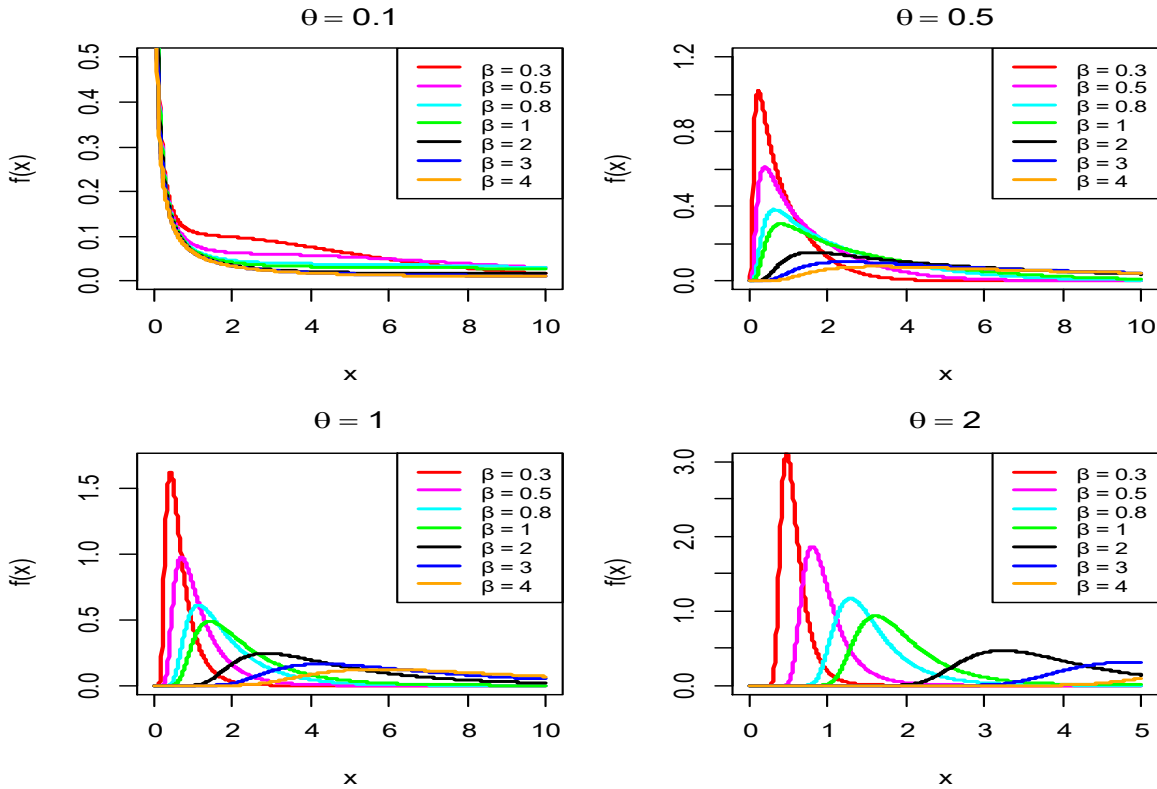 θ = 0.1
f(x)
0.0 0.1 0.2 0.3 0.4 0.5
β = 0.3
β = 0.5
β = 0.8
β = 1
β = 2
β = 3
β = 4
0 2 4 6 8 10
x
θ = 0.5
f(x)
0.0 0.4 0.8 1.2
β = 0.3
β = 0.5
β = 0.8
β = 1
β = 2
β = 3
β = 4
0 2 4 6 8 10
x
θ = 1
f(x)
0.0 0.5 1.0 1.5
β = 0.3
β = 0.5
β = 0.8
β = 1
β = 2
β = 3
β = 4
0 2 4 6 8 10
x
θ = 2
f(x)
0.0 1.0 2.0 3.0
β = 0.3
β = 0.5
β = 0.8
β = 1
β = 2
β = 3
β = 4
0 1 2 3 4 5
x